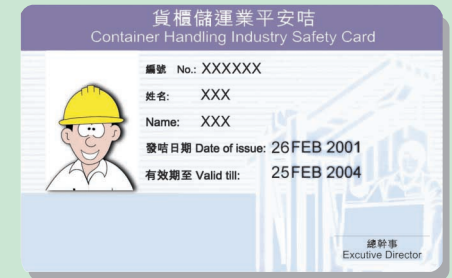 貨櫃儲運業平安咭
Container Handling Industry Safety Card
編號 No.: XXXXXX
姓名: XXX
Name: XXX
發咭日期 Date of issue: 26 FEB 2001
有效期至 Valid till: 25 FEB 2004
總幹事
Excutive Director